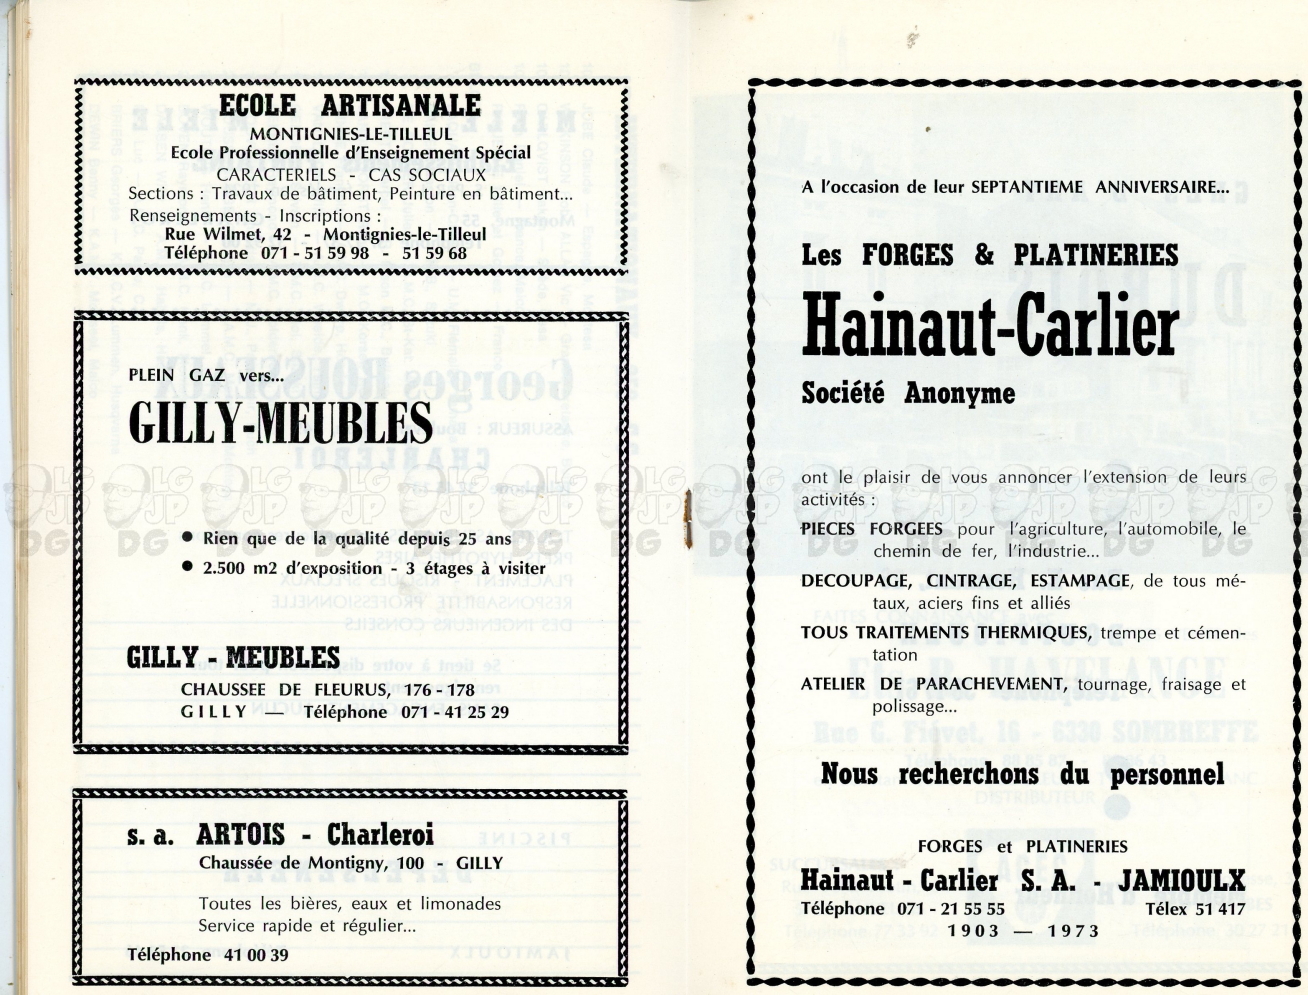 ECOLE ARTISANALE
MONTIGNIES-LE-TILLEUL
Ecole Professionnelle d'Enseignement Spécial
CARACTERIELS - CAS SOCIAUX
Sections : Travaux de bâtiment, Peinture en bâtiment...
Renseignements - Inscriptions :
Rue Wilmet, 42 - Montignies-le-Tilleul
Téléphone 071 - 51 59 98 - 51 59 68
PLEIN GAZ vers...
GILLY-MEUBLES
● Rien que de la qualité depuis 25 ans
● 2.500 m2 d'exposition - 3 étages à visiter
GILLY - MEUBLES
CHAUSSEE DE FLEURUS, 176 - 178
GILLY — Téléphone 071 - 41 25 29
s. a. ARTOIS - Charleroi
Chaussée de Montigny, 100 - GILLY
Toutes les bières, eaux et limonades
Service rapide et régulier...
Téléphone 41 00 39
A l'occasion de leur SEPTANTIEME ANNIVERSAIRE...
Les FORGES & PLATINERIES
Hainaut-Carlier
Société Anonyme
ont le plaisir de vous annoncer l'extension de leurs
activités :
PIECES FORGEES pour l'agriculture, l'automobile, le
chemin de fer, l'industrie...
DECOUPAGE, CINTRAGE, ESTAMPAGE, de tous mé-
taux, aciers fins et alliés
TOUS TRAITEMENTS THERMIQUES, trempe et cémen-
tation
ATELIER DE PARACHEVEMENT, tournage, fraisage et
polissage...
Nous recherchons du personnel
FORGES et PLATINERIES
Hainaut - Carlier S. A. - JAMIOULX
Téléphone 071 - 21 55 55 Télex 51 417
1903 — 1973